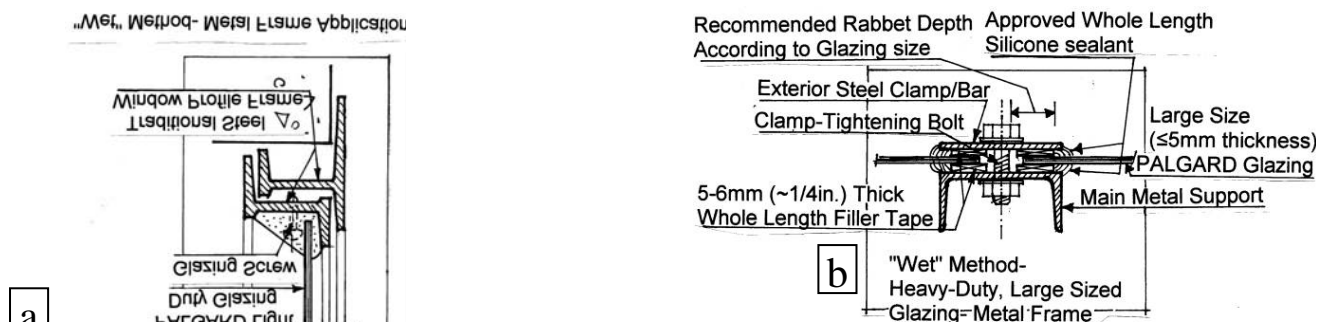 PALGARD Light
Duty Glazing
Glazing Screw
Traditional Steel
Window Profile Frame
"Wet" Method- Metal Frame Application
a
Recommended Rabbet Depth
According to Glazing size
Approved Whole Length
Silicone sealant
Exterior Steel Clamp/Bar
Clamp-Tightening Bolt
Large Size
(≤5mm thickness)
PALGARD Glazing
5-6mm (~1/4in.) Thick
Whole Length Filler Tape
Main Metal Support
b
"Wet" Method-
Heavy-Duty, Large Sized
Glazing-Metal Frame